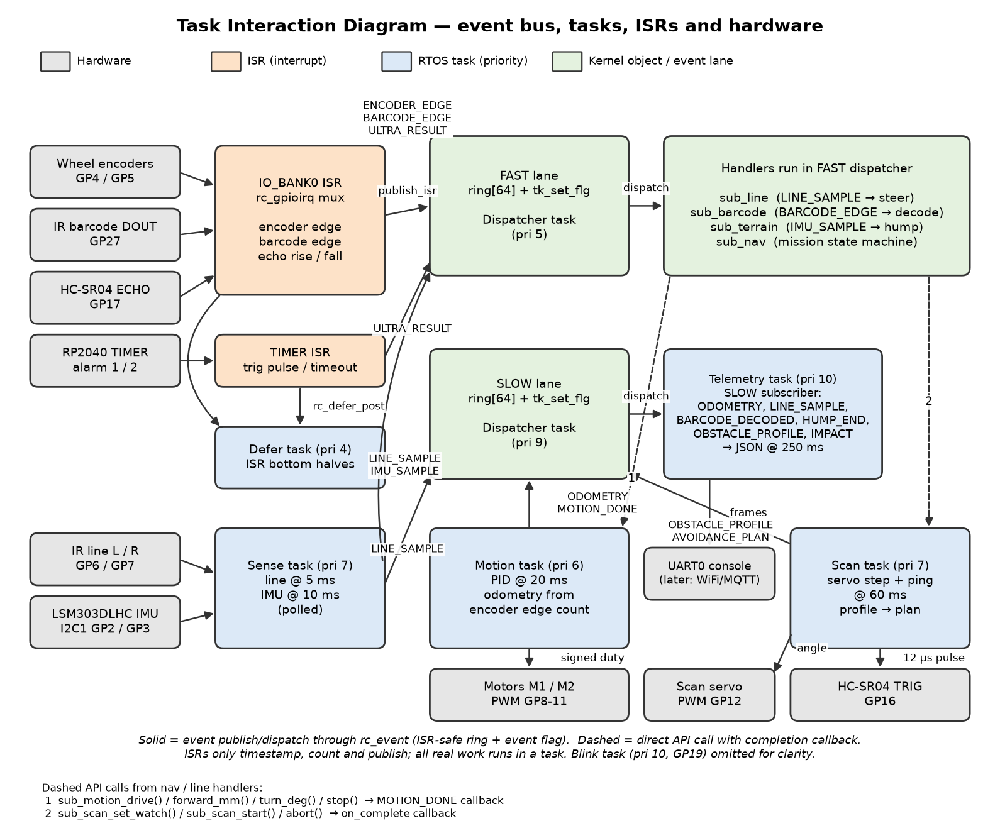 Task Interaction Diagram — event bus, tasks, ISRs and hardware
Hardware
ISR (interrupt)
RTOS task (priority)
Kernel object / event lane
ENCODER_EDGE
BARCODE_EDGE
ULTRA_RESULT
Wheel encoders
GP4 / GP5
IR barcode DOUT
GP27
HC-SR04 ECHO
GP17
RP2040 TIMER
alarm 1 / 2
IO_BANK0 ISR
rc_gpioirq mux
encoder edge
barcode edge
echo rise / fall
publish_isr
FAST lane
ring[64] + tk_set_flg
Dispatcher task
(pri 5)
dispatch
Handlers run in FAST dispatcher
sub_line  (LINE_SAMPLE → steer)
sub_barcode  (BARCODE_EDGE → decode)
sub_terrain  (IMU_SAMPLE → hump)
sub_nav  (mission state machine)
TIMER ISR
trig pulse / timeout
ULTRA_RESULT
rc_defer_post
Defer task (pri 4)
ISR bottom halves
LINE_SAMPLE
IMU_SAMPLE
SLOW lane
ring[64] + tk_set_flg
Dispatcher task
(pri 9)
dispatch
Telemetry task (pri 10)
SLOW subscriber:
ODOMETRY, LINE_SAMPLE,
BARCODE_DECODED, HUMP_END,
OBSTACLE_PROFILE, IMPACT
→ JSON @ 250 ms
2
1
ODOMETRY
MOTION_DONE
frames
OBSTACLE_PROFILE
AVOIDANCE_PLAN
IR line L / R
GP6 / GP7
LSM303DLHC IMU
I2C1 GP2 / GP3
Sense task (pri 7)
line @ 5 ms
IMU @ 10 ms
(polled)
LINE_SAMPLE
Motion task (pri 6)
PID @ 20 ms
odometry from
encoder edge count
UART0 console
(later: WiFi/MQTT)
Scan task (pri 7)
servo step + ping
@ 60 ms
profile → plan
signed duty
angle
12 µs pulse
Motors M1 / M2
PWM GP8-11
Scan servo
PWM GP12
HC-SR04 TRIG
GP16
Solid = event publish/dispatch through rc_event (ISR-safe ring + event flag).  Dashed = direct API call with completion callback.
ISRs only timestamp, count and publish; all real work runs in a task. Blink task (pri 10, GP19) omitted for clarity.
Dashed API calls from nav / line handlers:
1  sub_motion_drive() / forward_mm() / turn_deg() / stop()  → MOTION_DONE callback
2  sub_scan_set_watch() / sub_scan_start() / abort()  → on_complete callback